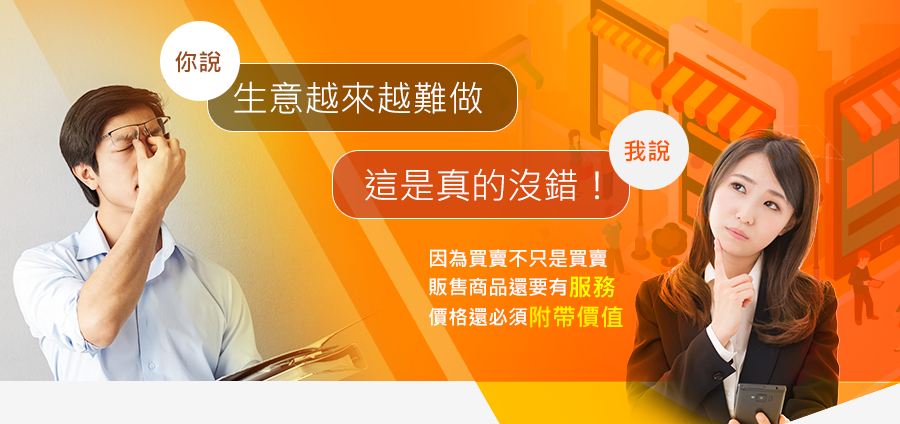 你說
生意越來越難做
我說
這是真的沒錯！
因為買賣不只是買賣
販售商品還要有服務
價格還必須附帶價值